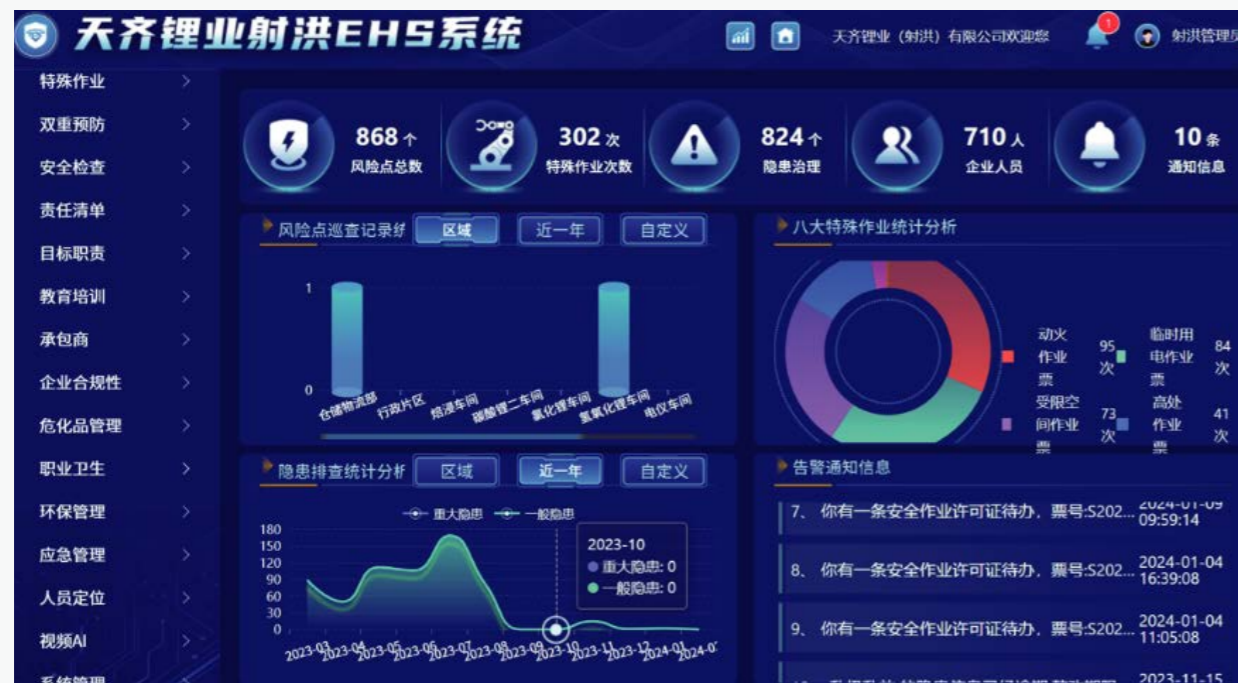 天齐锂业射洪EHS系统
1
天齐锂业（射洪）有限公司欢迎您
射洪管理员
特殊作业
双重预防
安全检查
责任清单
目标职责
教育培训
承包商
企业合规性
危化品管理
职业卫生
环保管理
应急管理
人员定位
视频AI
系统管理
868个
风险点总数
302次
特殊作业次数
824个
隐患治理
710人
企业人员
10条
通知信息
风险点巡查记录统
区域
近一年
自定义
1
0
仓储物流部
行政片区
焙浸车间
碳酸锂二车间
氯化锂车间
氢氧化锂车间
电仪车间
八大特殊作业统计分析
动火作业票
95次
临时用电作业票
84次
受限空间作业票
73次
高处作业票
41次
隐患排查统计分析
区域
近一年
自定义
重大隐患
一般隐患
180
150
120
90
60
30
0
2023-10
重大隐患: 0
一般隐患: 0
2023-03
2023-04
2023-05
2023-06
2023-07
2023-08
2023-09
2023-10
2023-11
2023-12
2024-01
2024-0
告警通知信息
7、 你有一条安全作业许可证待办，票号:S202... 2024-01-09 09:59:14
8、 你有一条安全作业许可证待办，票号:S202... 2024-01-04 16:39:08
9、 你有一条安全作业许可证待办，票号:S202... 2024-01-04 11:05:08
2023-11-15